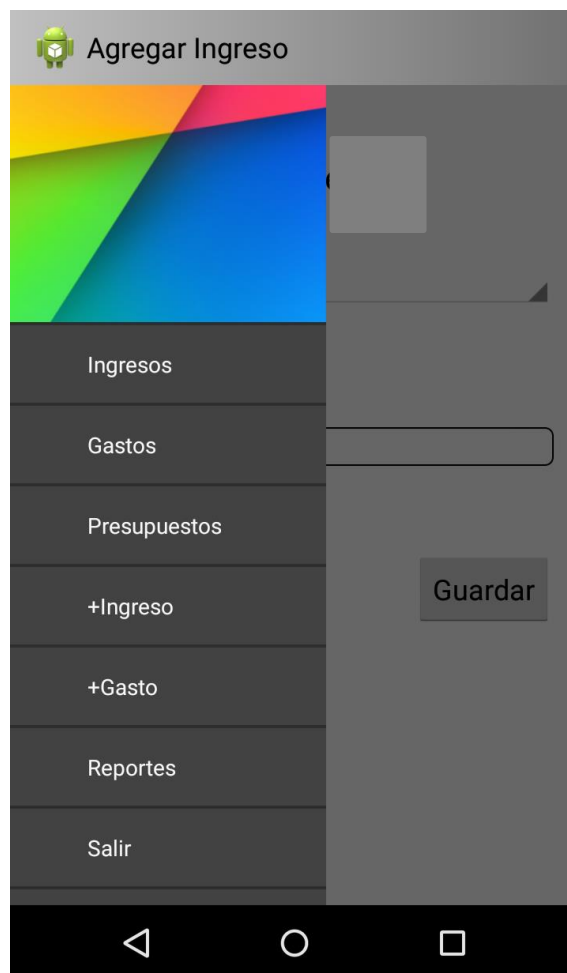 Agregar Ingreso
Ingresos
Gastos
Presupuestos
+Ingreso
Guardar
+Gasto
Reportes
Salir